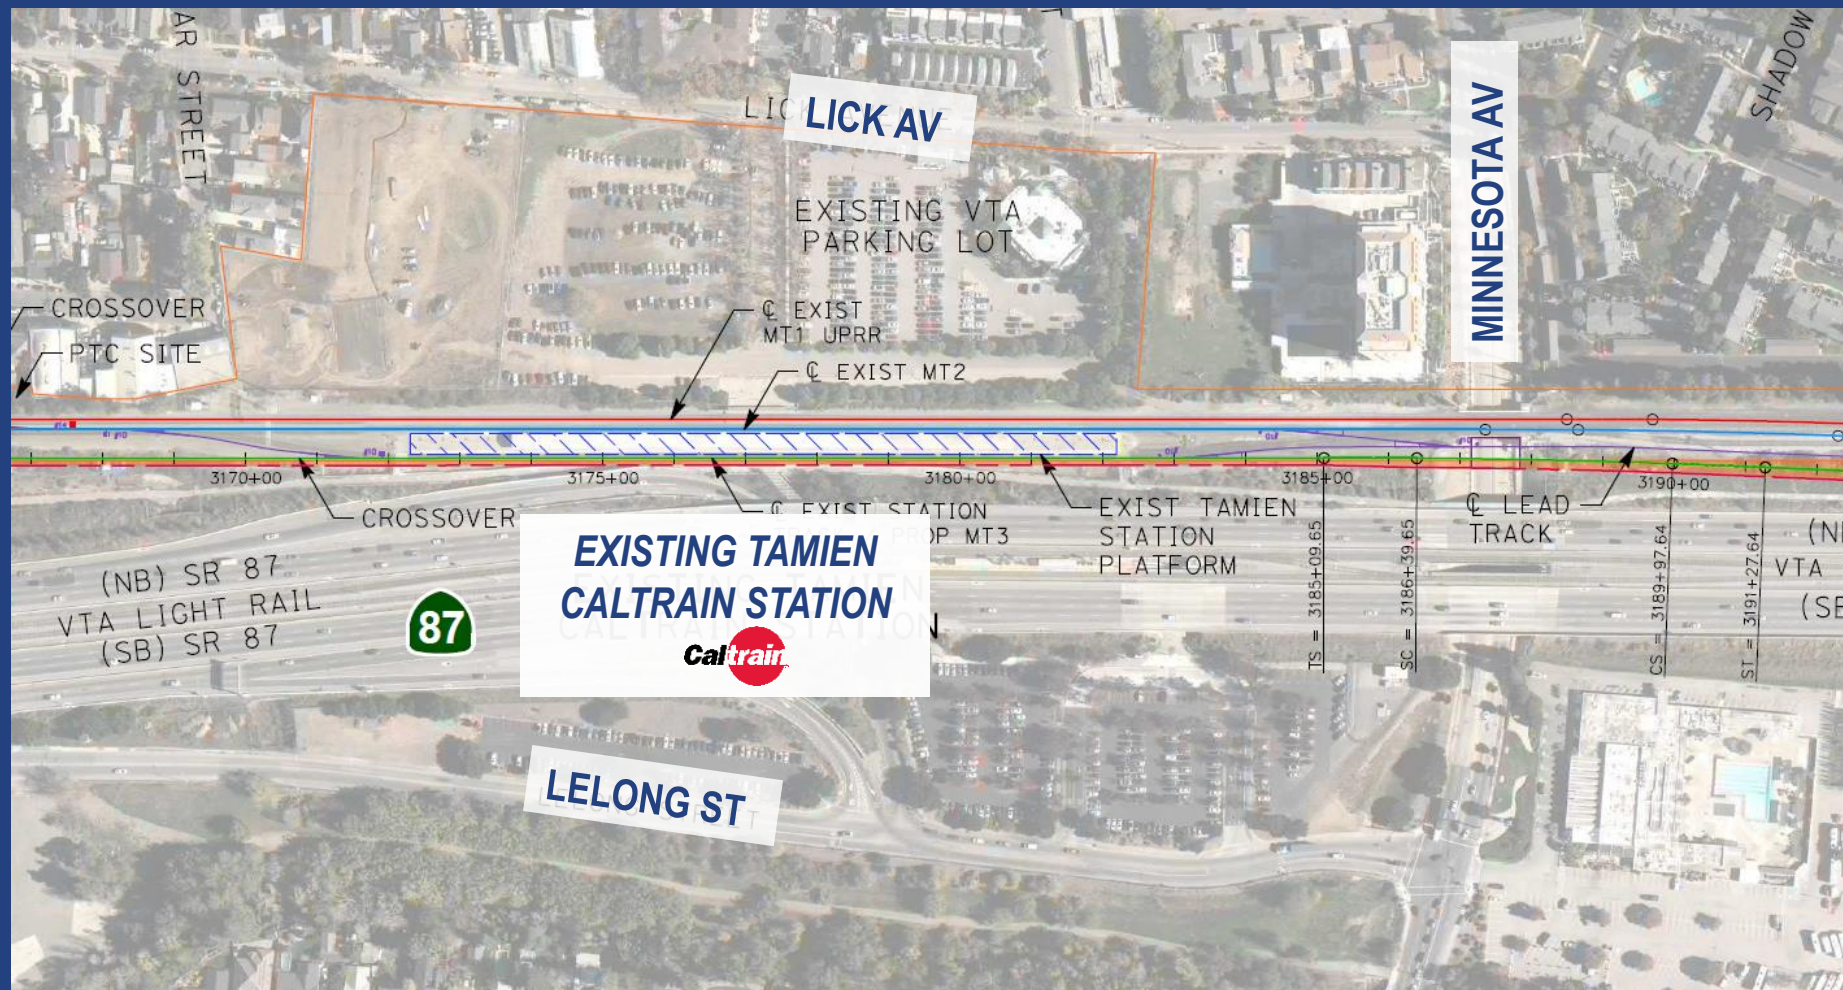 AR STREET
LICK AV
MINNESOTA AV
SHADOW
EXISTING VTA
PARKING LOT
CROSSOVER
PTC SITE
℄ EXIST
MT1 UPRR
℄ EXIST MT2
3170+00
3175+00
3180+00
3185+00
3190+00
CROSSOVER
℄ EXIST STATION
PROP MT3
EXIST TAMIEN
STATION
PLATFORM
℄ LEAD
TRACK
TS = 3185+09.65
SC = 3186+39.65
CS = 3189+97.64
ST = 3191+27.64
(NB) SR 87
VTA LIGHT RAIL
(SB) SR 87
87
EXISTING TAMIEN
CALTRAIN STATION
Caltrain
VTA
LELONG ST